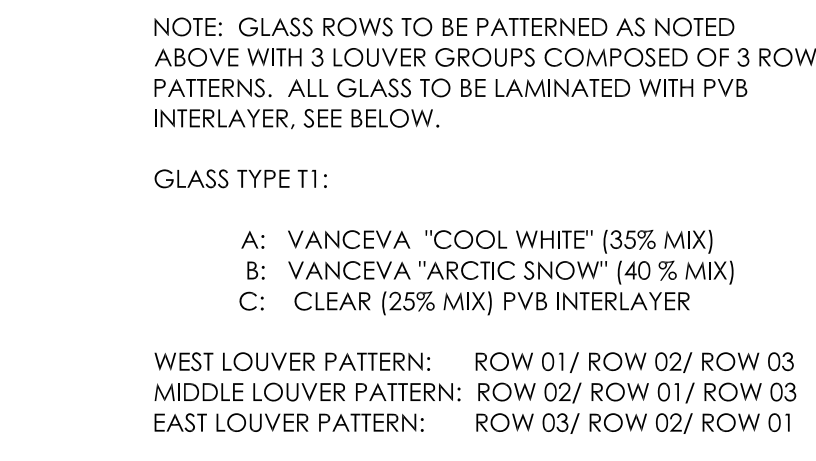 NOTE:  GLASS ROWS TO BE PATTERNED AS NOTED
ABOVE WITH 3 LOUVER GROUPS COMPOSED OF 3 ROW
PATTERNS.  ALL GLASS TO BE LAMINATED WITH PVB
INTERLAYER, SEE BELOW.
GLASS TYPE T1:
A:  VANCEVA  "COOL WHITE" (35% MIX)
B:  VANCEVA "ARCTIC SNOW" (40 % MIX)
C:  CLEAR (25% MIX) PVB INTERLAYER
WEST LOUVER PATTERN:  ROW 01/ ROW 02/ ROW 03
MIDDLE LOUVER PATTERN:  ROW 02/ ROW 01/ ROW 03
EAST LOUVER PATTERN:  ROW 03/ ROW 02/ ROW 01